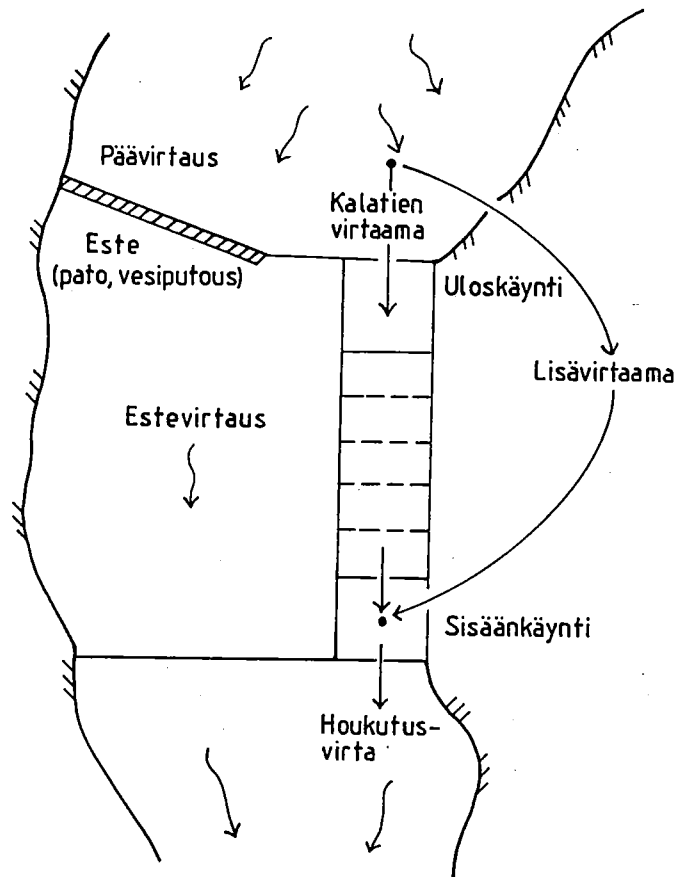 Päävirtaus
Kalatien
virtaama
Este
(pato, vesiputous)
Uloskäynti
Lisävirtaama
Estevirtaus
Sisäänkäynti
Houkutus-
virta